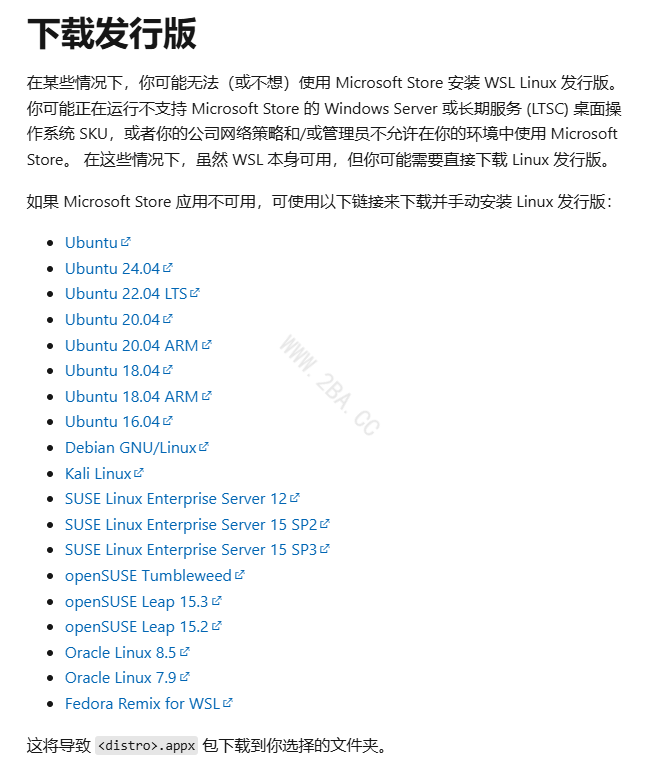 下载发行版
在某些情况下，你可能无法（或不想）使用 Microsoft Store 安装 WSL Linux 发行版。
你可能正在运行不支持 Microsoft Store 的 Windows Server 或长期服务 (LTSC) 桌面操
作系统 SKU，或者你的公司网络策略和/或管理员不允许在你的环境中使用 Microsoft
Store。 在这些情况下，虽然 WSL 本身可用，但你可能需要直接下载 Linux 发行版。
如果 Microsoft Store 应用不可用，可使用以下链接来下载并手动安装 Linux 发行版：
Ubuntu
Ubuntu 24.04
Ubuntu 22.04 LTS
Ubuntu 20.04
Ubuntu 20.04 ARM
Ubuntu 18.04
Ubuntu 18.04 ARM
Ubuntu 16.04
Debian GNU/Linux
Kali Linux
SUSE Linux Enterprise Server 12
SUSE Linux Enterprise Server 15 SP2
SUSE Linux Enterprise Server 15 SP3
openSUSE Tumbleweed
openSUSE Leap 15.3
openSUSE Leap 15.2
Oracle Linux 8.5
Oracle Linux 7.9
Fedora Remix for WSL
这将导致 <distro>.appx 包下载到你选择的文件夹。
WWW.2BA.CC